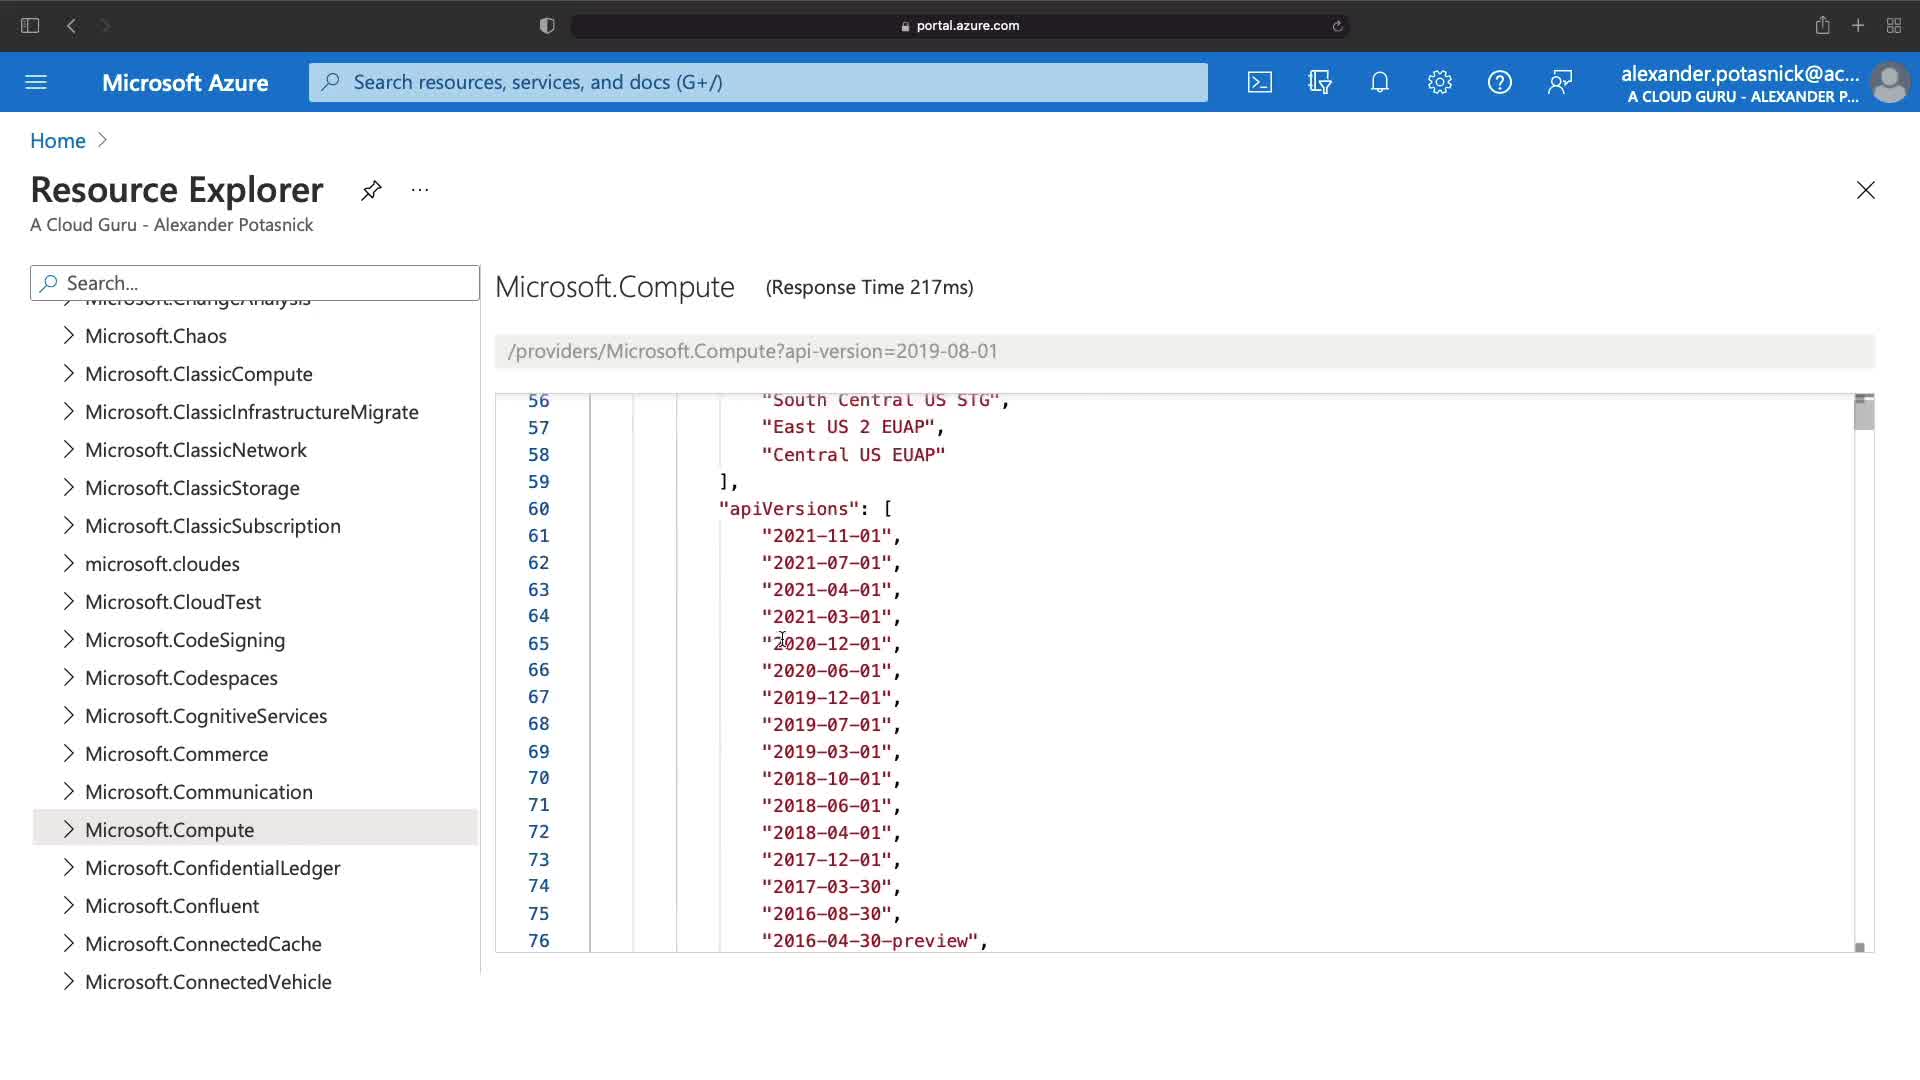 portal.azure.com
Microsoft Azure
Search resources, services, and docs (G+/)
alexander.potasnick@ac...
A CLOUD GURU - ALEXANDER P...
Home
Resource Explorer
...
A Cloud Guru - Alexander Potasnick
Search...
Microsoft.ChangeAnalysis
Microsoft.Chaos
Microsoft.ClassicCompute
Microsoft.ClassicInfrastructureMigrate
Microsoft.ClassicNetwork
Microsoft.ClassicStorage
Microsoft.ClassicSubscription
microsoft.cloudes
Microsoft.CloudTest
Microsoft.CodeSigning
Microsoft.Codespaces
Microsoft.CognitiveServices
Microsoft.Commerce
Microsoft.Communication
Microsoft.Compute
Microsoft.ConfidentialLedger
Microsoft.Confluent
Microsoft.ConnectedCache
Microsoft.ConnectedVehicle
Microsoft.Compute (Response Time 217ms)
/providers/Microsoft.Compute?api-version=2019-08-01
56 "South Central US STG",
57 "East US 2 EUAP",
58 "Central US EUAP"
59 ],
60 "apiVersions": [
61 "2021-11-01",
62 "2021-07-01",
63 "2021-04-01",
64 "2021-03-01",
65 "2020-12-01",
66 "2020-06-01",
67 "2019-12-01",
68 "2019-07-01",
69 "2019-03-01",
70 "2018-10-01",
71 "2018-06-01",
72 "2018-04-01",
73 "2017-12-01",
74 "2017-03-30",
75 "2016-08-30",
76 "2016-04-30-preview",